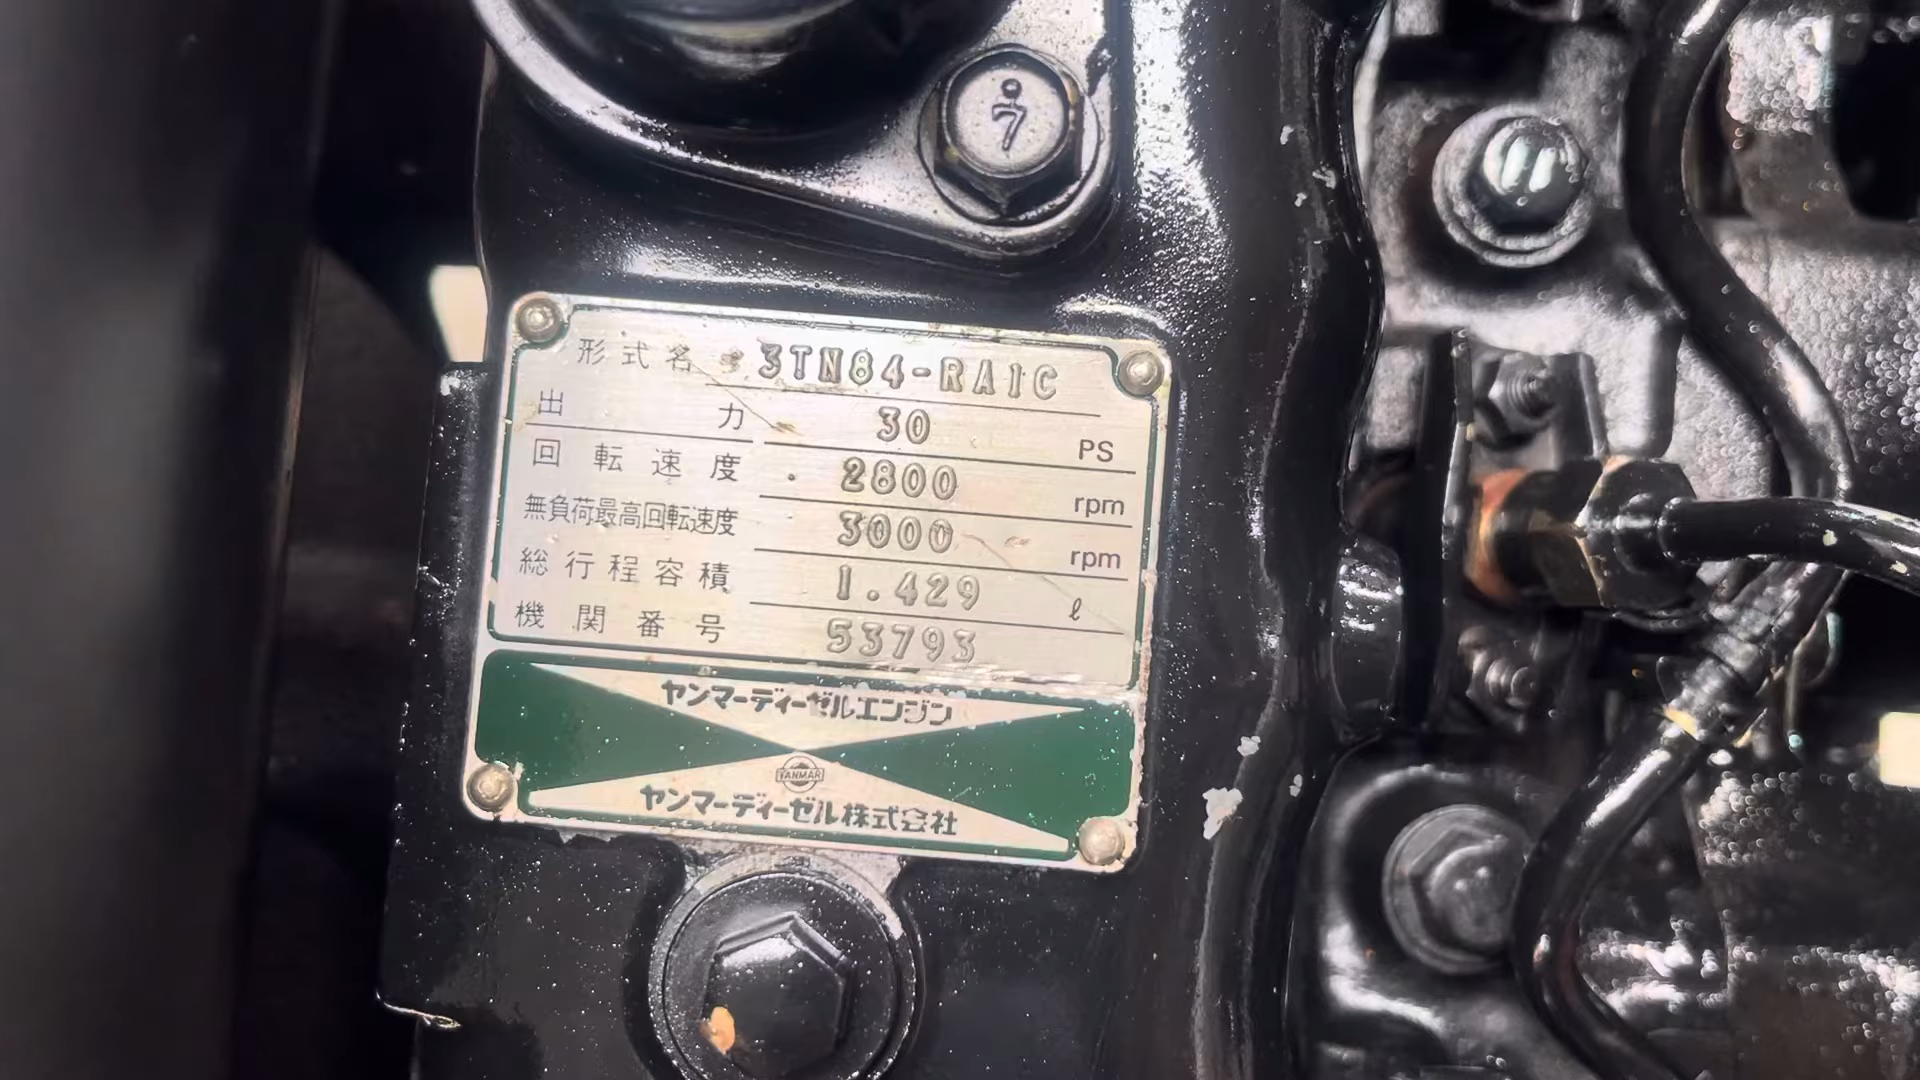 7
形式名 3TN84-RA1C
出力 30 PS
回転速度 2800 rpm
無負荷最高回転速度 3000 rpm
総行程容積 1.429 ℓ
機関番号 53793
ヤンマーディーゼルエンジン
YANMAR
ヤンマーディーゼル株式会社